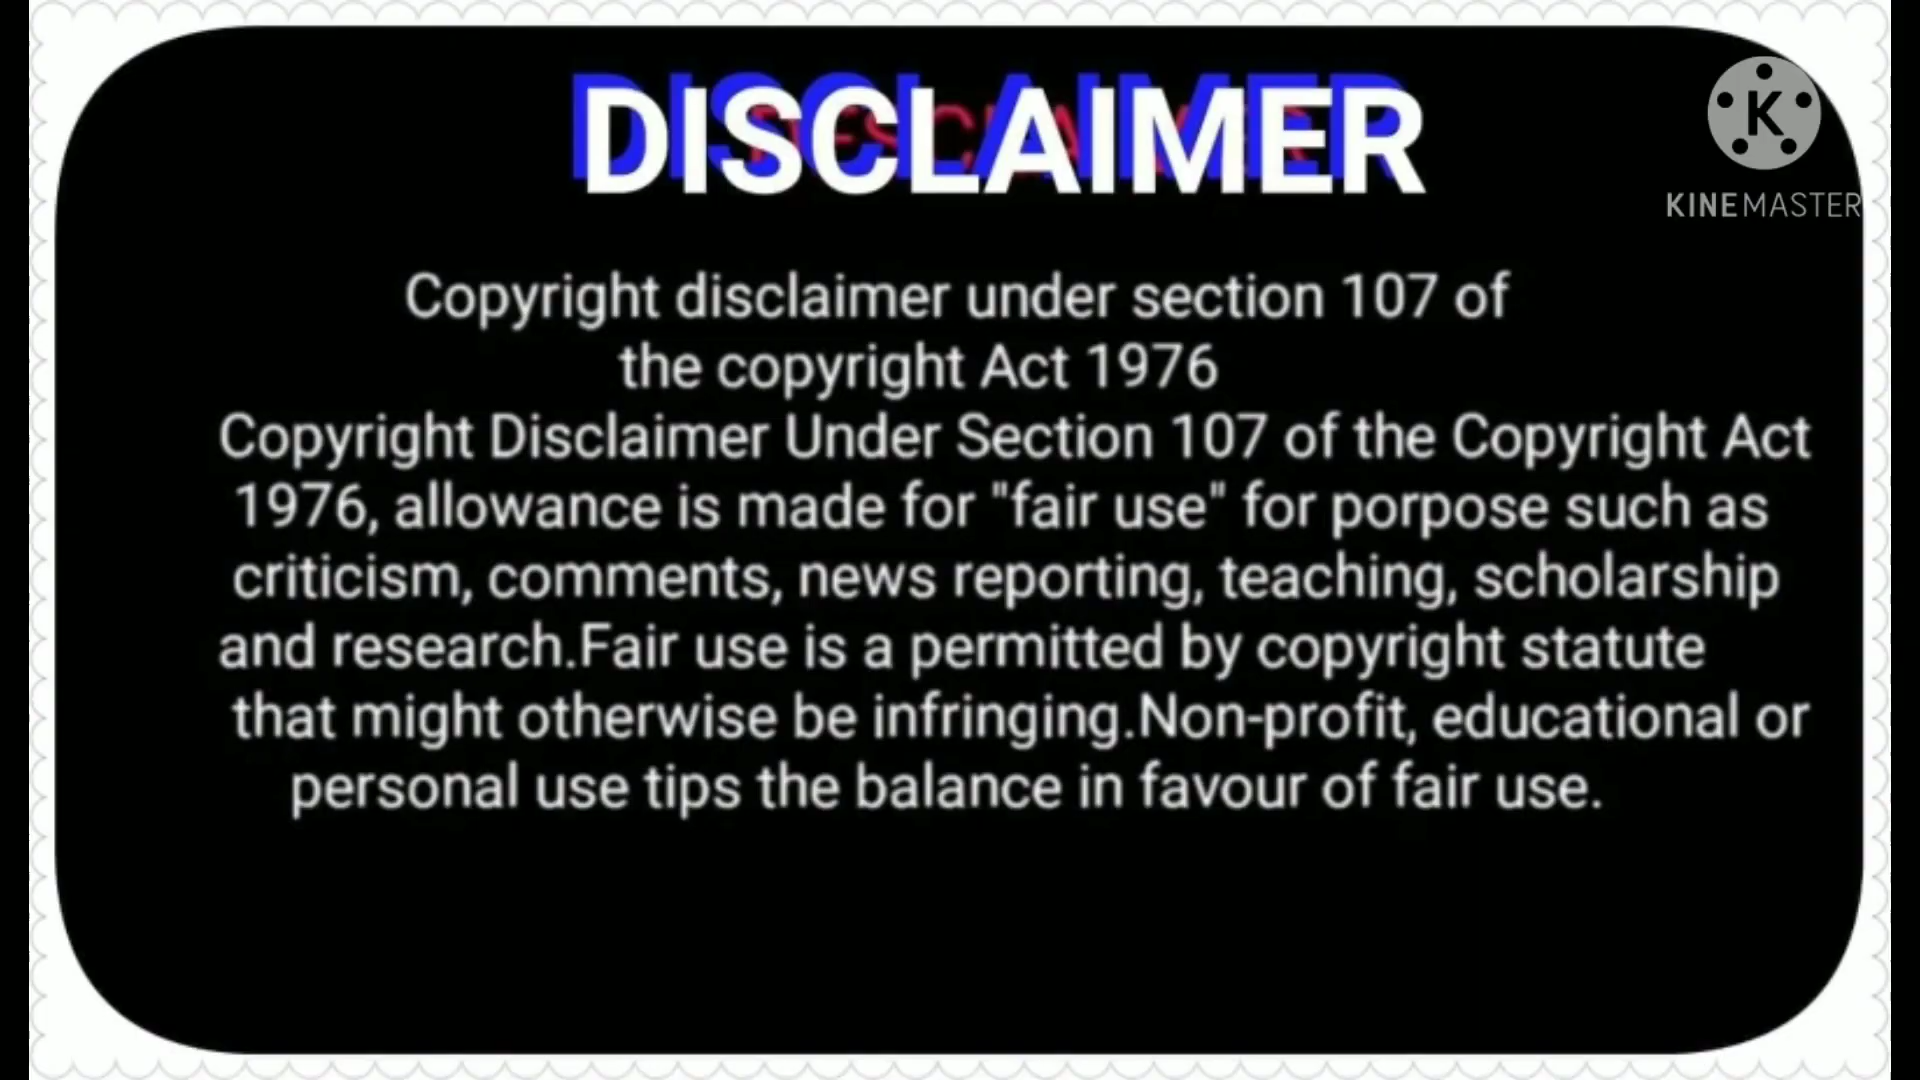 DISCLAIMER
KINEMASTER
Copyright disclaimer under section 107 of
the copyright Act 1976
Copyright Disclaimer Under Section 107 of the Copyright Act
1976, allowance is made for "fair use" for porpose such as
criticism, comments, news reporting, teaching, scholarship
and research.Fair use is a permitted by copyright statute
that might otherwise be infringing.Non-profit, educational or
personal use tips the balance in favour of fair use.